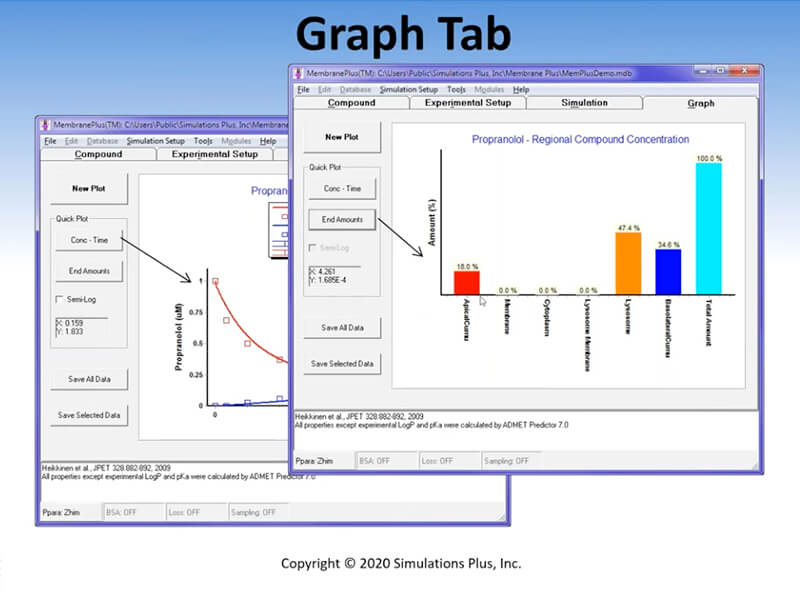 Graph Tab
MembranePlus(TM): C:\Users\Public\Simulations Plus, Inc\Membrane Plus\MemPlusDemo.mdb
File Edit Database Simulation Setup Tools Modules Help
Compound Experimental Setup Simulation Graph
New Plot
Quick Plot
Conc - Time
End Amounts
Semi-Log
X: 4.261
Y: 1.685E-4
Save All Data
Save Selected Data
Propranolol - Regional Compound Concentration
Amount (%)
18.0 %
0.0 %
0.0 %
0.0 %
47.4 %
34.6 %
100.0 %
ApicalCumu
Membrane
Cytoplasm
Lysosome Membrane
Lysosome
BasolateralCumu
Total Amount
Heikkinen et al., JPET 328:882-892, 2009
All properties except experimental LogP and pKa were calculated by ADMET Predictor 7.0
Ppara: Zhim BSA: OFF Loss: OFF Sampling: OFF
MembranePlus(TM): C:\Users\Public\Simulations Plus, Inc\Membrane
File Edit Database Simulation Setup Tools Modules Help
Compound Experimental Setup
New Plot
Quick Plot
Conc - Time
End Amounts
Semi-Log
X: 0.159
Y: 1.833
Save All Data
Save Selected Data
Propran
Propranolol (uM)
1
0.75
0.5
0.25
0
0
Heikkinen et al., JPET 328:882-892, 2009
All properties except experimental LogP and pKa were calculated by ADMET Predictor 7.0
Ppara: Zhim BSA: OFF Loss: OFF Sampling: OFF
Copyright © 2020 Simulations Plus, Inc.